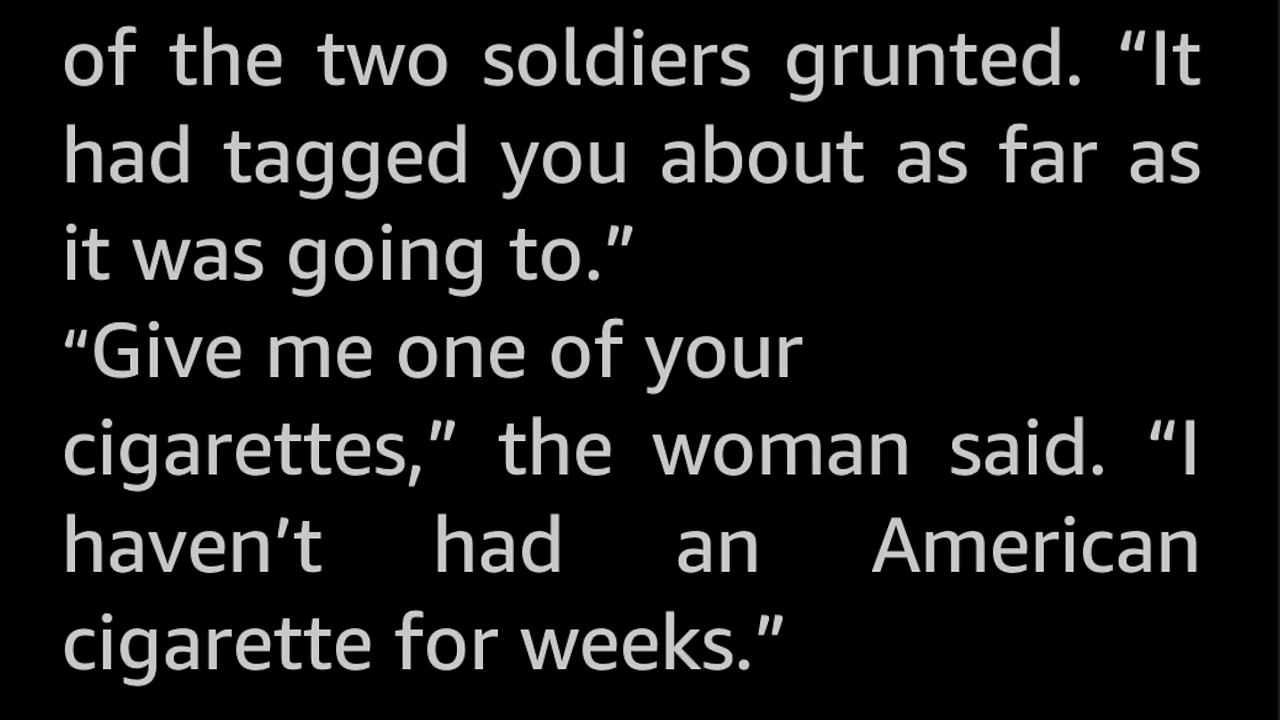 of the two soldiers grunted. “It
had tagged you about as far as
it was going to.”
“Give me one of your
cigarettes,” the woman said. “I
haven’t had an American
cigarette for weeks.”